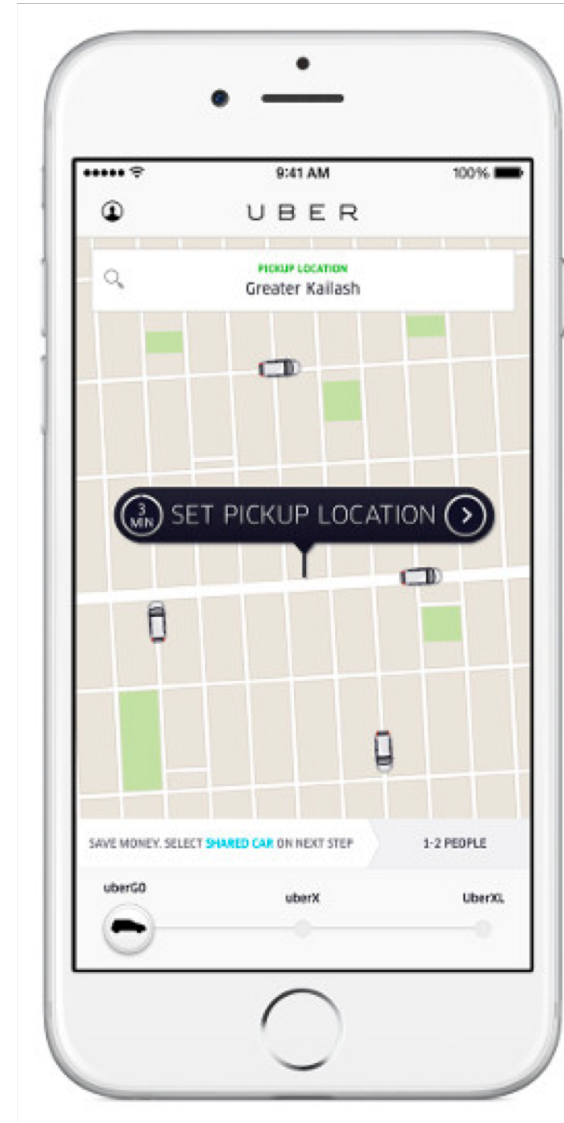 9:41 AM 100%
UBER
PICKUP LOCATION
Greater Kailash
3 MIN SET PICKUP LOCATION
SAVE MONEY. SELECT SHARED CAR ON NEXT STEP 1-2 PEOPLE
uberGO uberX UberXL